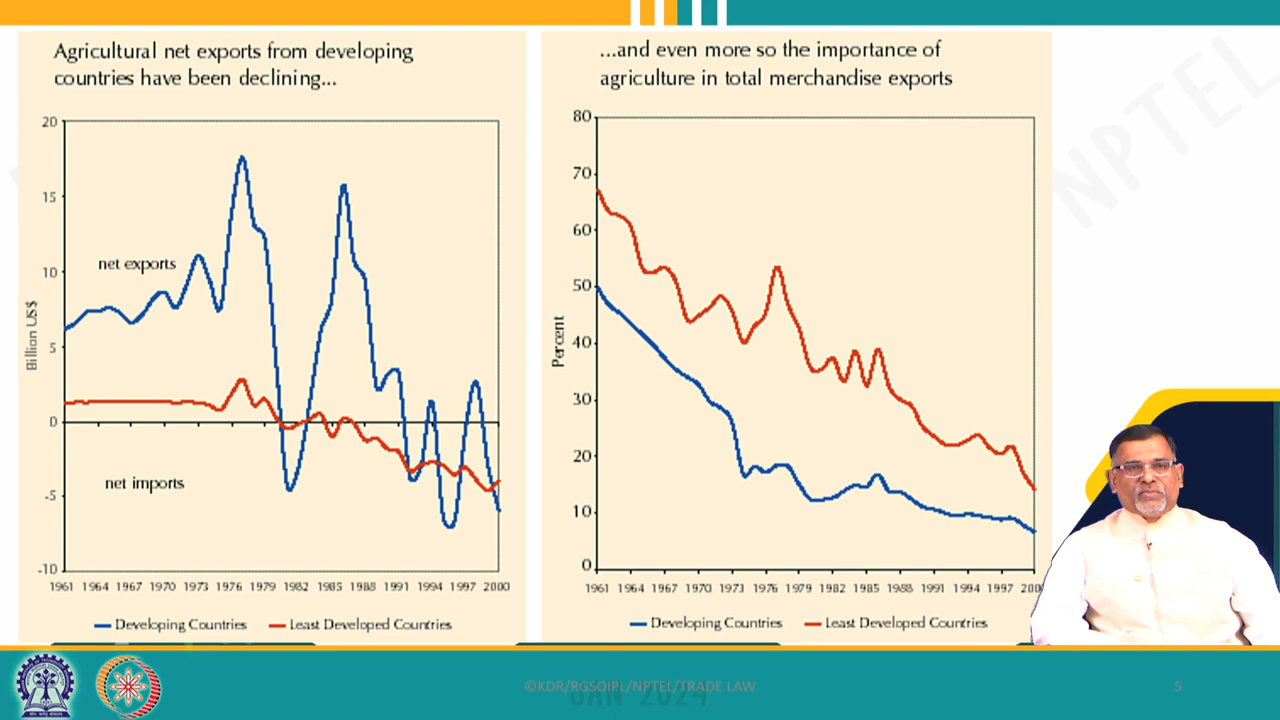 Agricultural net exports from developing
countries have been declining...
20
15
10
5
0
-5
-10
Billion US$
net exports
net imports
1961 1964 1967 1970 1973 1976 1979 1982 1985 1988 1991 1994 1997 2000
Developing Countries Least Developed Countries
...and even more so the importance of
agriculture in total merchandise exports
80
70
60
50
40
30
20
10
0
Percent
1961 1964 1967 1970 1973 1976 1979 1982 1985 1988 1991 1994 1997 200
Developing Countries Least Developed Countries
NPTEL
©KDR/RGSOIPL/NPTEL/TRADE LAW
JAN 2024
5